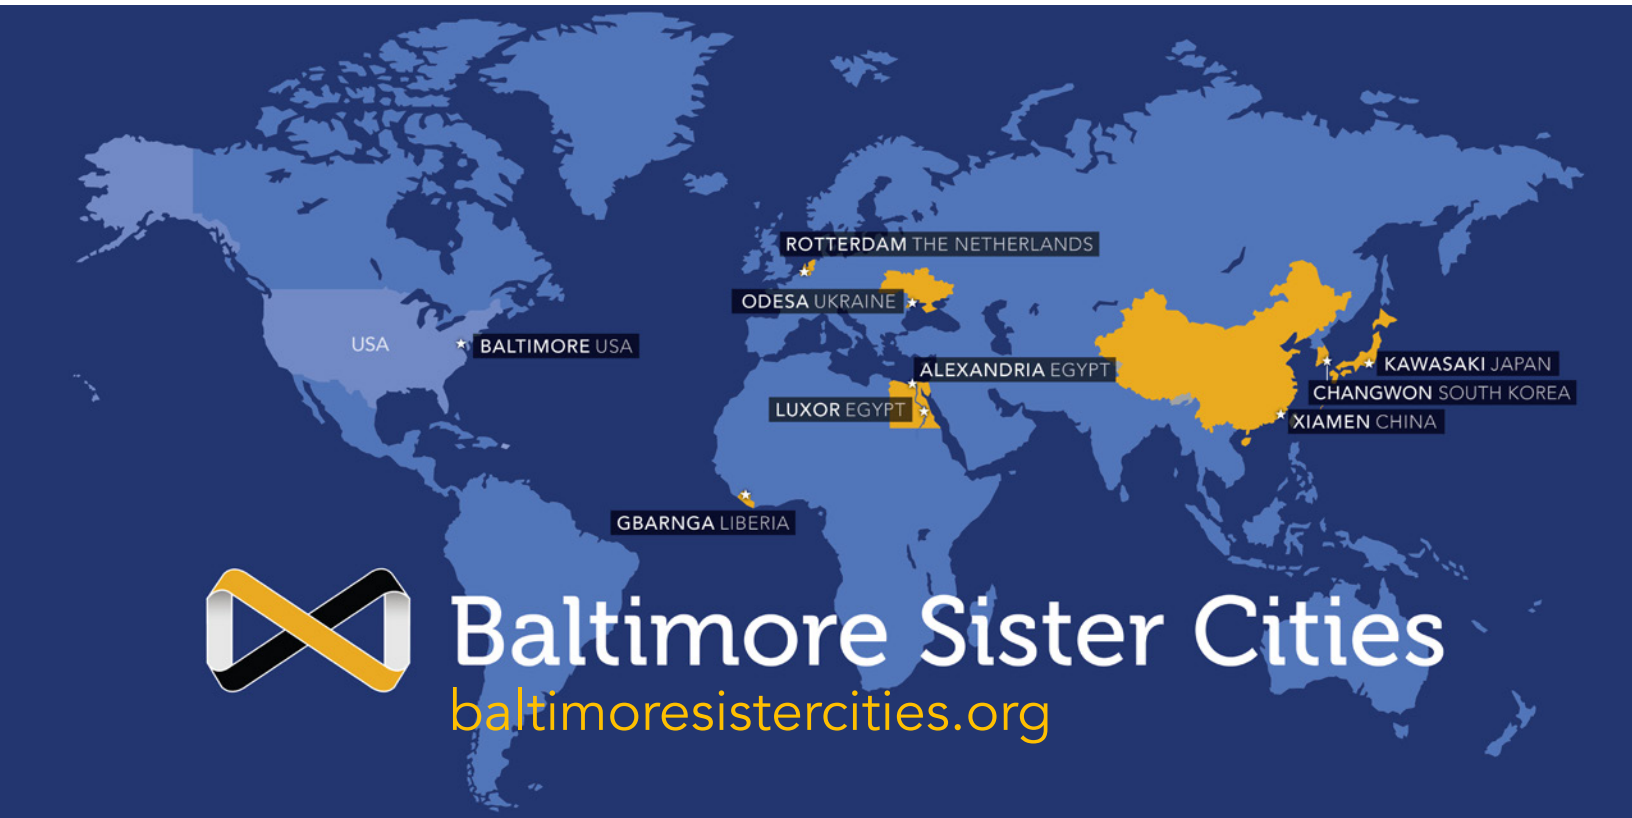 ROTTERDAM THE NETHERLANDS
ODESA UKRAINE
USA
BALTIMORE USA
ALEXANDRIA EGYPT
KAWASAKI JAPAN
CHANGWON SOUTH KOREA
LUXOR EGYPT
XIAMEN CHINA
GBARNGA LIBERIA
Baltimore Sister Cities
baltimoresistercities.org